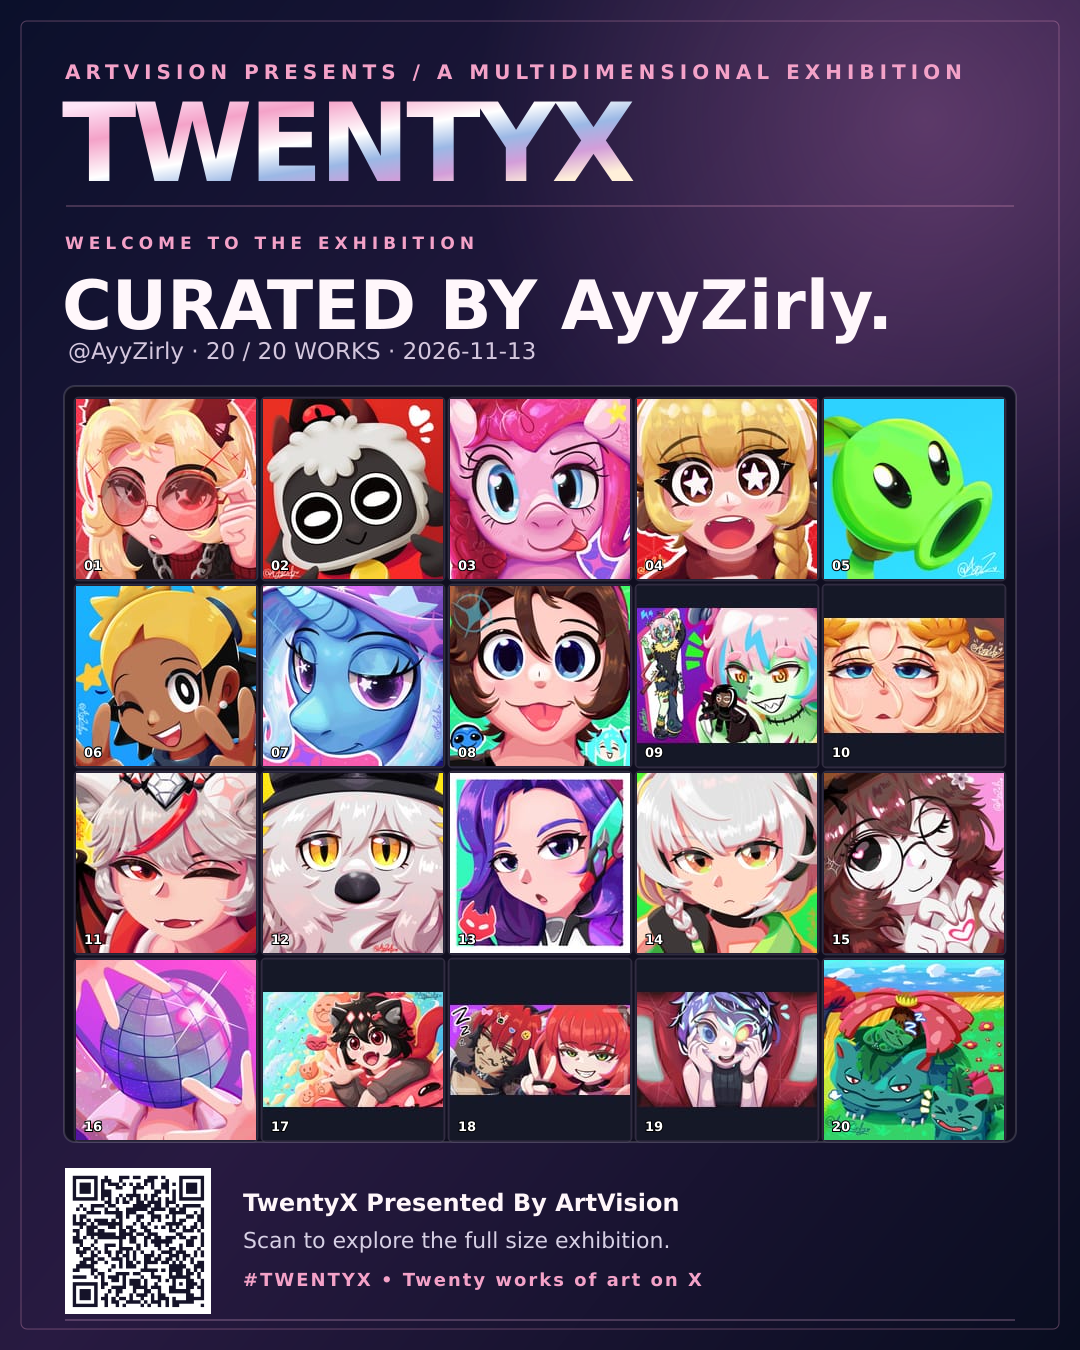 ARTVISION PRESENTS / A MULTIDIMENSIONAL EXHIBITION
TWENTYX
WELCOME TO THE EXHIBITION
CURATED BY AyyZirly.
@AyyZirly · 20 / 20 WORKS · 2026-11-13
01
02
03
04
05
06
07
08
09
10
11
12
13
14
15
16
17
18
19
20
TwentyX Presented By ArtVision
Scan to explore the full size exhibition.
#TWENTYX • Twenty works of art on X